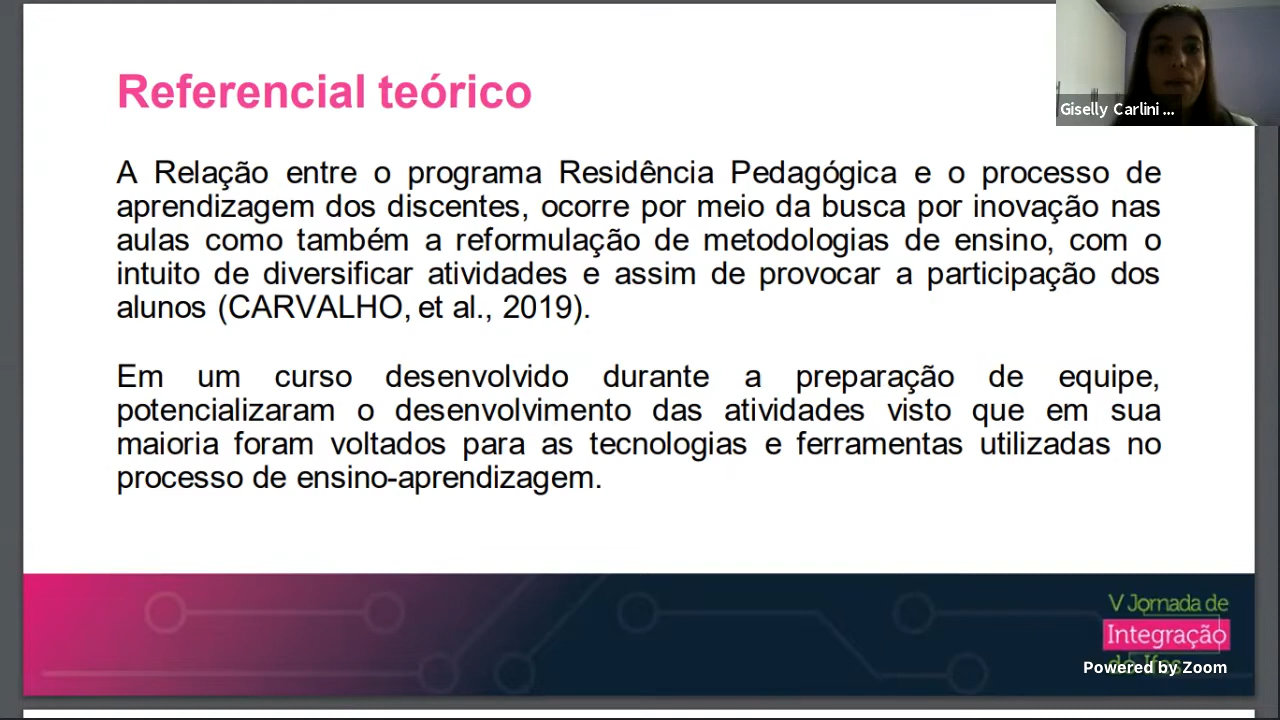 Referencial teórico
Giselly Carlini ...
A Relação entre o programa Residência Pedagógica e o processo de
aprendizagem dos discentes, ocorre por meio da busca por inovação nas
aulas como também a reformulação de metodologias de ensino, com o
intuito de diversificar atividades e assim de provocar a participação dos
alunos (CARVALHO, et al., 2019).
Em um curso desenvolvido durante a preparação de equipe,
potencializaram o desenvolvimento das atividades visto que em sua
maioria foram voltados para as tecnologias e ferramentas utilizadas no
processo de ensino-aprendizagem.
V Jornada de
Integração
do Ifes
Powered by Zoom